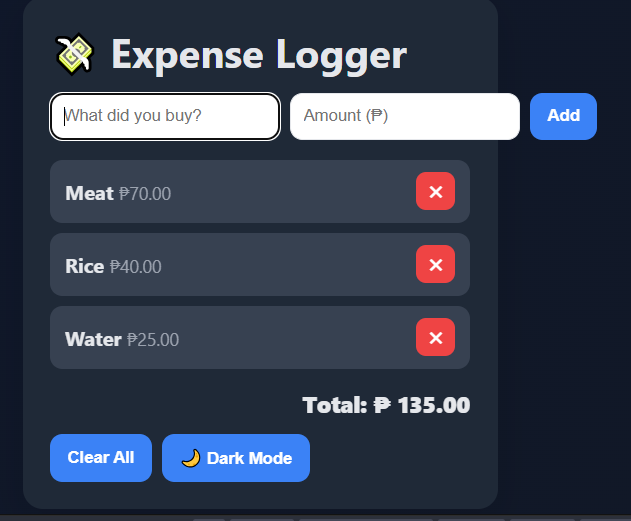 💸 Expense Logger
What did you buy? Amount (₱) Add
Meat ₱70.00 ✕
Rice ₱40.00 ✕
Water ₱25.00 ✕
Total: ₱ 135.00
Clear All 🌙 Dark Mode